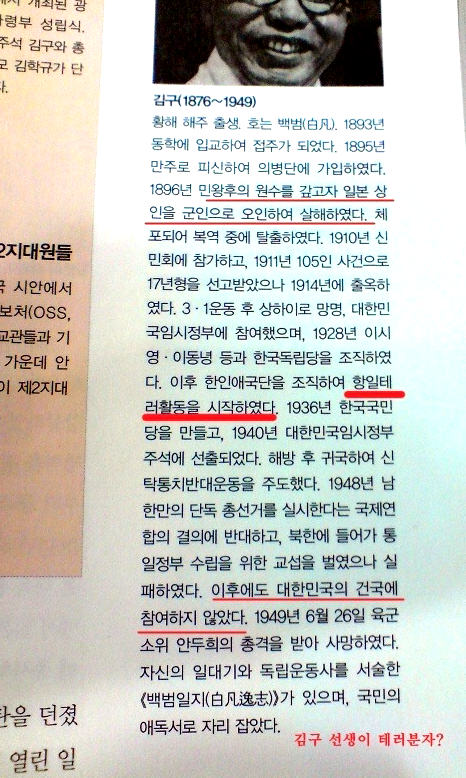 에서 개최된 광
사령부 성립식.
주석 김구와 총
모 김학규가 단
다.
2지대원들
국 시안에서
보처(OSS,
교관들과 기
가운데 안
이 제2지대
탄을 던졌
열린 일
김구(1876~1949)
황해 해주 출생. 호는 백범(白凡). 1893년
동학에 입교하여 접주가 되었다. 1895년
만주로 피신하여 의병단에 가입하였다.
1896년 민왕후의 원수를 갚고자 일본 상
인을 군인으로 오인하여 살해하였다. 체
포되어 복역 중에 탈출하였다. 1910년 신
민회에 참가하고, 1911년 105인 사건으로
17년형을 선고받았으나 1914년에 출옥하
였다. 3·1운동 후 상하이로 망명, 대한민
국임시정부에 참여했으며, 1928년 이시
영·이동녕 등과 한국독립당을 조직하였
다. 이후 한인애국단을 조직하여 항일테
러활동을 시작하였다. 1936년 한국국민
당을 만들고, 1940년 대한민국임시정부
주석에 선출되었다. 해방 후 귀국하여 신
탁통치반대운동을 주도했다. 1948년 남
한만의 단독 총선거를 실시한다는 국제연
합의 결의에 반대하고, 북한에 들어가 통
일정부 수립을 위한 교섭을 벌였으나 실
패하였다. 이후에도 대한민국의 건국에
참여하지 않았다. 1949년 6월 26일 육군
소위 안두희의 총격을 받아 사망하였다.
자신의 일대기와 독립운동사를 서술한
《백범일지(白凡逸志)》가 있으며, 국민의
애독서로 자리 잡았다.
김구 선생이 테러분자?